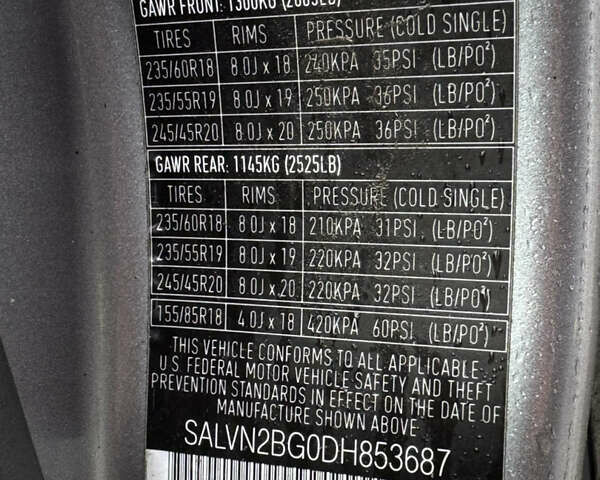 GAWR FRONT: 1300KG (2865LB)
TIRES RIMS PRESSURE (COLD SINGLE)
235/60R18 8.0J x 18 240KPA 35PSI (LB/PO²)
235/55R19 8.0J x 19 250KPA 36PSI (LB/PO²)
245/45R20 8.0J x 20 250KPA 36PSI (LB/PO²)
GAWR REAR: 1145KG (2525LB)
TIRES RIMS PRESSURE (COLD SINGLE)
235/60R18 8.0J x 18 210KPA 31PSI (LB/PO²)
235/55R19 8.0J x 19 220KPA 32PSI (LB/PO²)
245/45R20 8.0J x 20 220KPA 32PSI (LB/PO²)
155/85R18 4.0J x 18 420KPA 60PSI (LB/PO²)
THIS VEHICLE CONFORMS TO ALL APPLICABLE
U.S. FEDERAL MOTOR VEHICLE SAFETY AND THEFT
PREVENTION STANDARDS IN EFFECT ON THE DATE OF
MANUFACTURE SHOWN ABOVE
SALVN2BG0DH853687